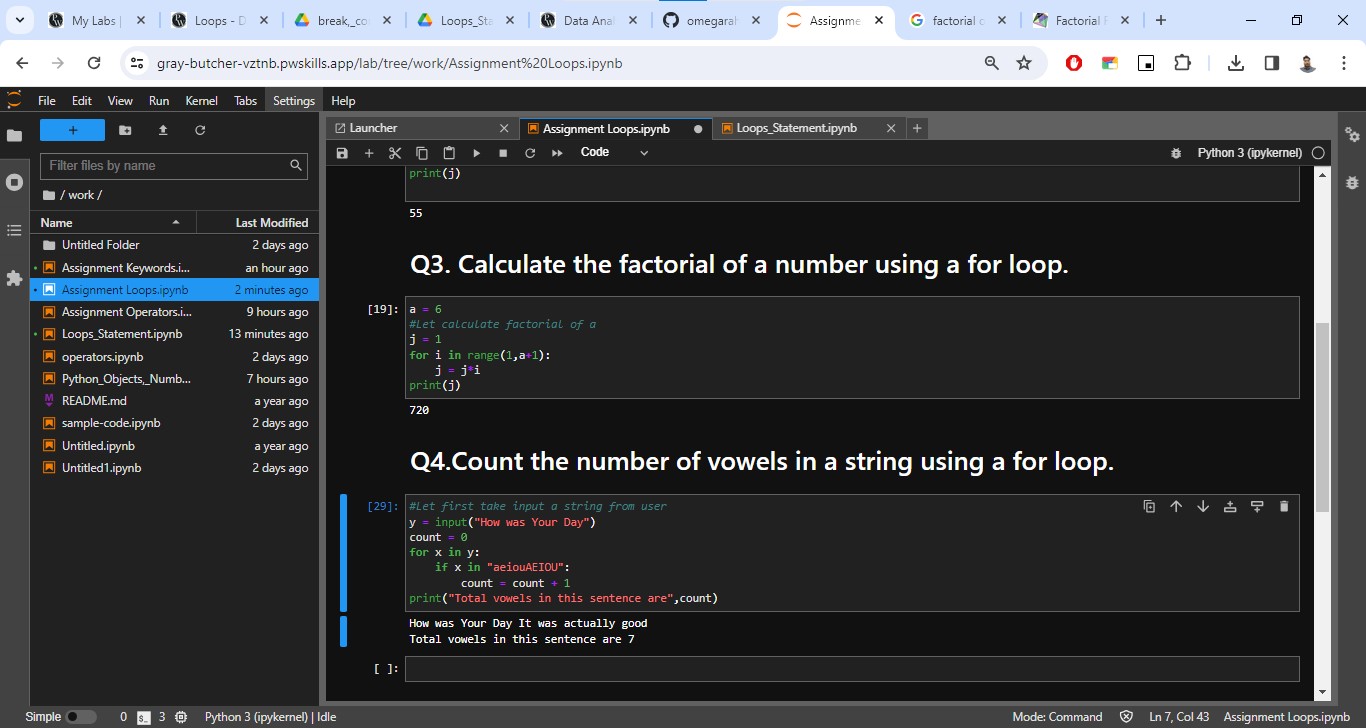 My Labs
Loops - D
break,_co
Loops_Sta
Data Anal
omegarah
Assignme
factorial o
Factorial F
gray-butcher-vztnb.pwskills.app/lab/tree/work/Assignment%20Loops.ipynb
File Edit View Run Kernel Tabs Settings Help
Filter files by name
/ work /
Name Last Modified
Untitled Folder 2 days ago
Assignment Keywords.i... an hour ago
Assignment Loops.ipynb 2 minutes ago
Assignment Operators.i... 9 hours ago
Loops_Statement.ipynb 13 minutes ago
operators.ipynb 2 days ago
Python_Objects,_Numb... 7 hours ago
README.md a year ago
sample-code.ipynb 2 days ago
Untitled.ipynb a year ago
Untitled1.ipynb 2 days ago
Launcher
Assignment Loops.ipynb
Loops_Statement.ipynb
Code
Python 3 (ipykernel)
print(j)
55
Q3. Calculate the factorial of a number using a for loop.
[19]: a = 6
#Let calculate factorial of a
j = 1
for i in range(1,a+1):
    j = j*i
print(j)
720
Q4.Count the number of vowels in a string using a for loop.
[29]: #Let first take input a string from user
y = input("How was Your Day")
count = 0
for x in y:
    if x in "aeiouAEIOU":
        count = count + 1
print("Total vowels in this sentence are",count)
How was Your Day It was actually good
Total vowels in this sentence are 7
[ ]:
Simple 0 3 Python 3 (ipykernel) | Idle
Mode: Command Ln 7, Col 43 Assignment Loops.ipynb